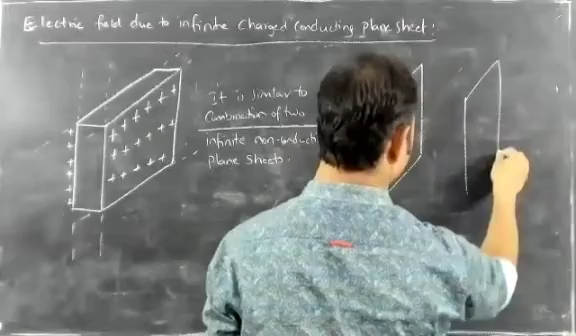 Electric field due to infinite charged conducting plane sheet:
It is similar to
Combination of two
infinite non-
plane sheets.